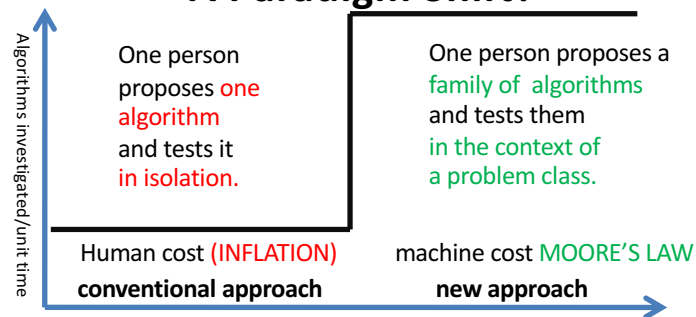 One person
proposes one
algorithm
and tests it
in isolation.
One person proposes a
family of algorithms
and tests them
in the context of
a problem class.
Algorithms investigated/unit time
Human cost (INFLATION)
conventional approach
machine cost MOORE'S LAW
new approach